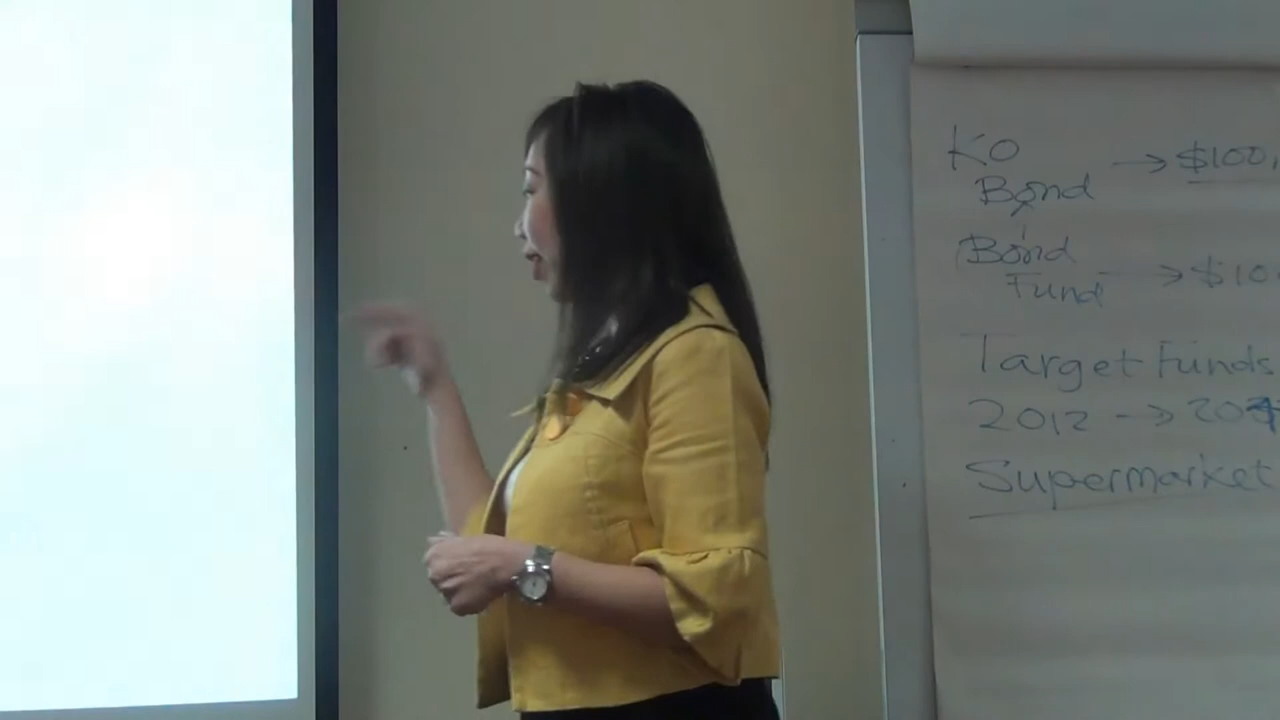 KO
Bond → $100,
Bond
Fund → $10
Target Funds
2012 → 20
Supermarket